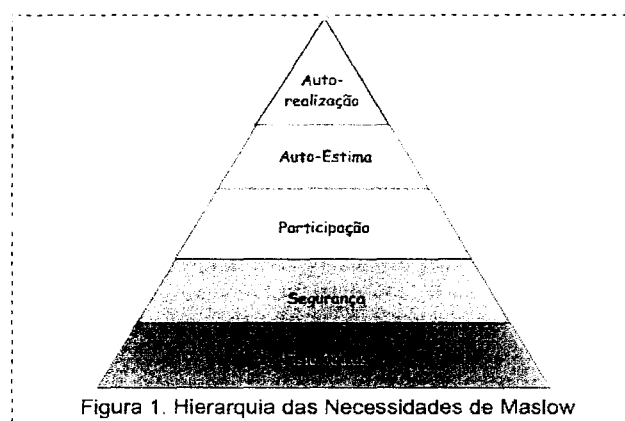 Auto-
realização
Auto-Estima
Participação
Segurança
Figura 1. Hierarquia das Necessidades de Maslow